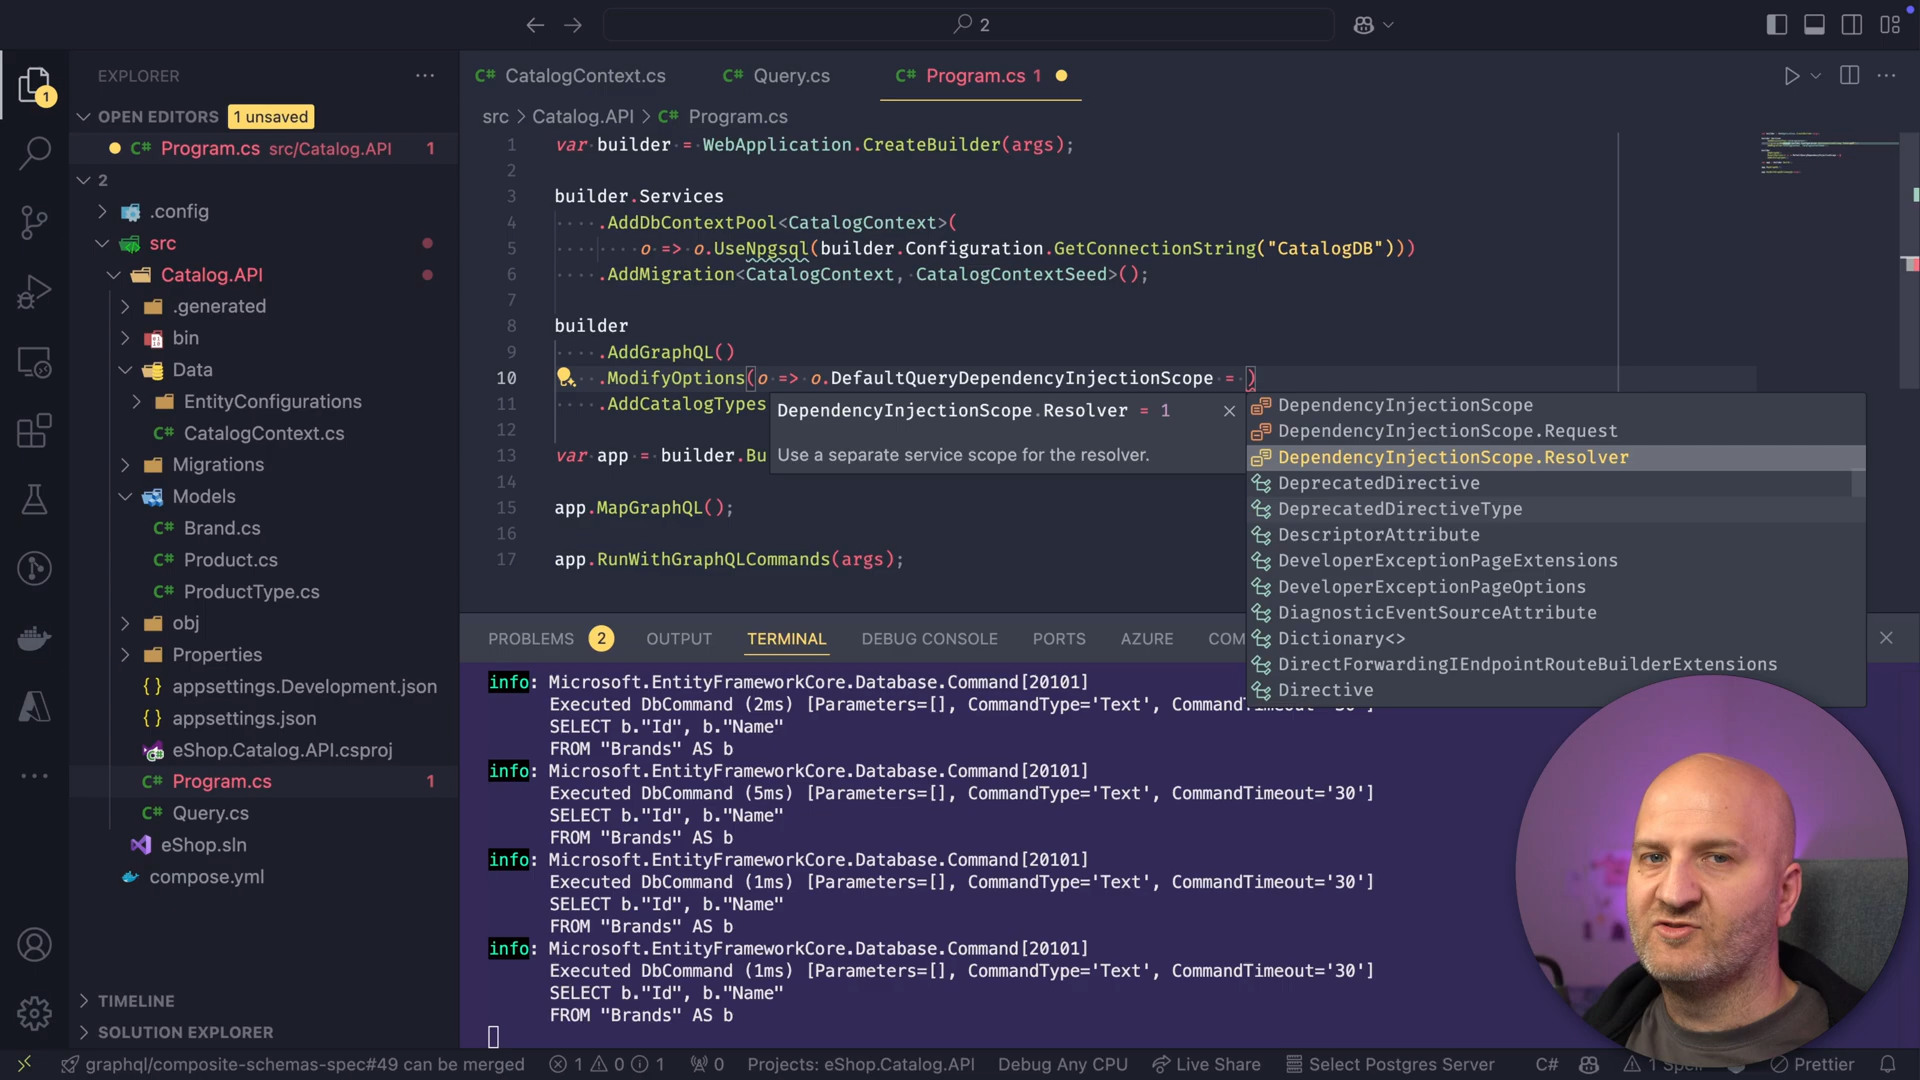 2
EXPLORER
OPEN EDITORS
1 unsaved
C# Program.cs src/Catalog.API 1
2
.config
src
Catalog.API
.generated
bin
Data
EntityConfigurations
C# CatalogContext.cs
Migrations
Models
C# Brand.cs
C# Product.cs
C# ProductType.cs
obj
Properties
{} appsettings.Development.json
{} appsettings.json
eShop.Catalog.API.csproj
C# Program.cs 1
C# Query.cs
eShop.sln
compose.yml
TIMELINE
SOLUTION EXPLORER
1
C# CatalogContext.cs
C# Query.cs
C# Program.cs 1
src > Catalog.API > C# Program.cs
1 var builder = WebApplication.CreateBuilder(args);
2
3 builder.Services
4 ····.AddDbContextPool<CatalogContext>(
5 o => o.UseNpgsql(builder.Configuration.GetConnectionString("CatalogDB")))
6 ····.AddMigration<CatalogContext, CatalogContextSeed>();
7
8 builder
9 ····.AddGraphQL()
10 ····.ModifyOptions(o => o.DefaultQueryDependencyInjectionScope = )
11 ····.AddCatalogTypes
12
13 var app = builder.Bu
14
15 app.MapGraphQL();
16
17 app.RunWithGraphQLCommands(args);
DependencyInjectionScope.Resolver = 1
Use a separate service scope for the resolver.
DependencyInjectionScope
DependencyInjectionScope.Request
DependencyInjectionScope.Resolver
DeprecatedDirective
DeprecatedDirectiveType
DescriptorAttribute
DeveloperExceptionPageExtensions
DeveloperExceptionPageOptions
DiagnosticEventSourceAttribute
Dictionary<>
DirectForwardingIEndpointRouteBuilderExtensions
Directive
PROBLEMS 2 OUTPUT TERMINAL DEBUG CONSOLE PORTS AZURE COM
info: Microsoft.EntityFrameworkCore.Database.Command[20101]
Executed DbCommand (2ms) [Parameters=[], CommandType='Text', CommandTimeout='30']
SELECT b."Id", b."Name"
FROM "Brands" AS b
info: Microsoft.EntityFrameworkCore.Database.Command[20101]
Executed DbCommand (5ms) [Parameters=[], CommandType='Text', CommandTimeout='30']
SELECT b."Id", b."Name"
FROM "Brands" AS b
info: Microsoft.EntityFrameworkCore.Database.Command[20101]
Executed DbCommand (1ms) [Parameters=[], CommandType='Text', CommandTimeout='30']
SELECT b."Id", b."Name"
FROM "Brands" AS b
info: Microsoft.EntityFrameworkCore.Database.Command[20101]
Executed DbCommand (1ms) [Parameters=[], CommandType='Text', CommandTimeout='30']
SELECT b."Id", b."Name"
FROM "Brands" AS b
graphql/composite-schemas-spec#49 can be merged 1 0 1 0 Projects: eShop.Catalog.API Debug Any CPU Live Share Select Postgres Server C# 1 Spell Prettier